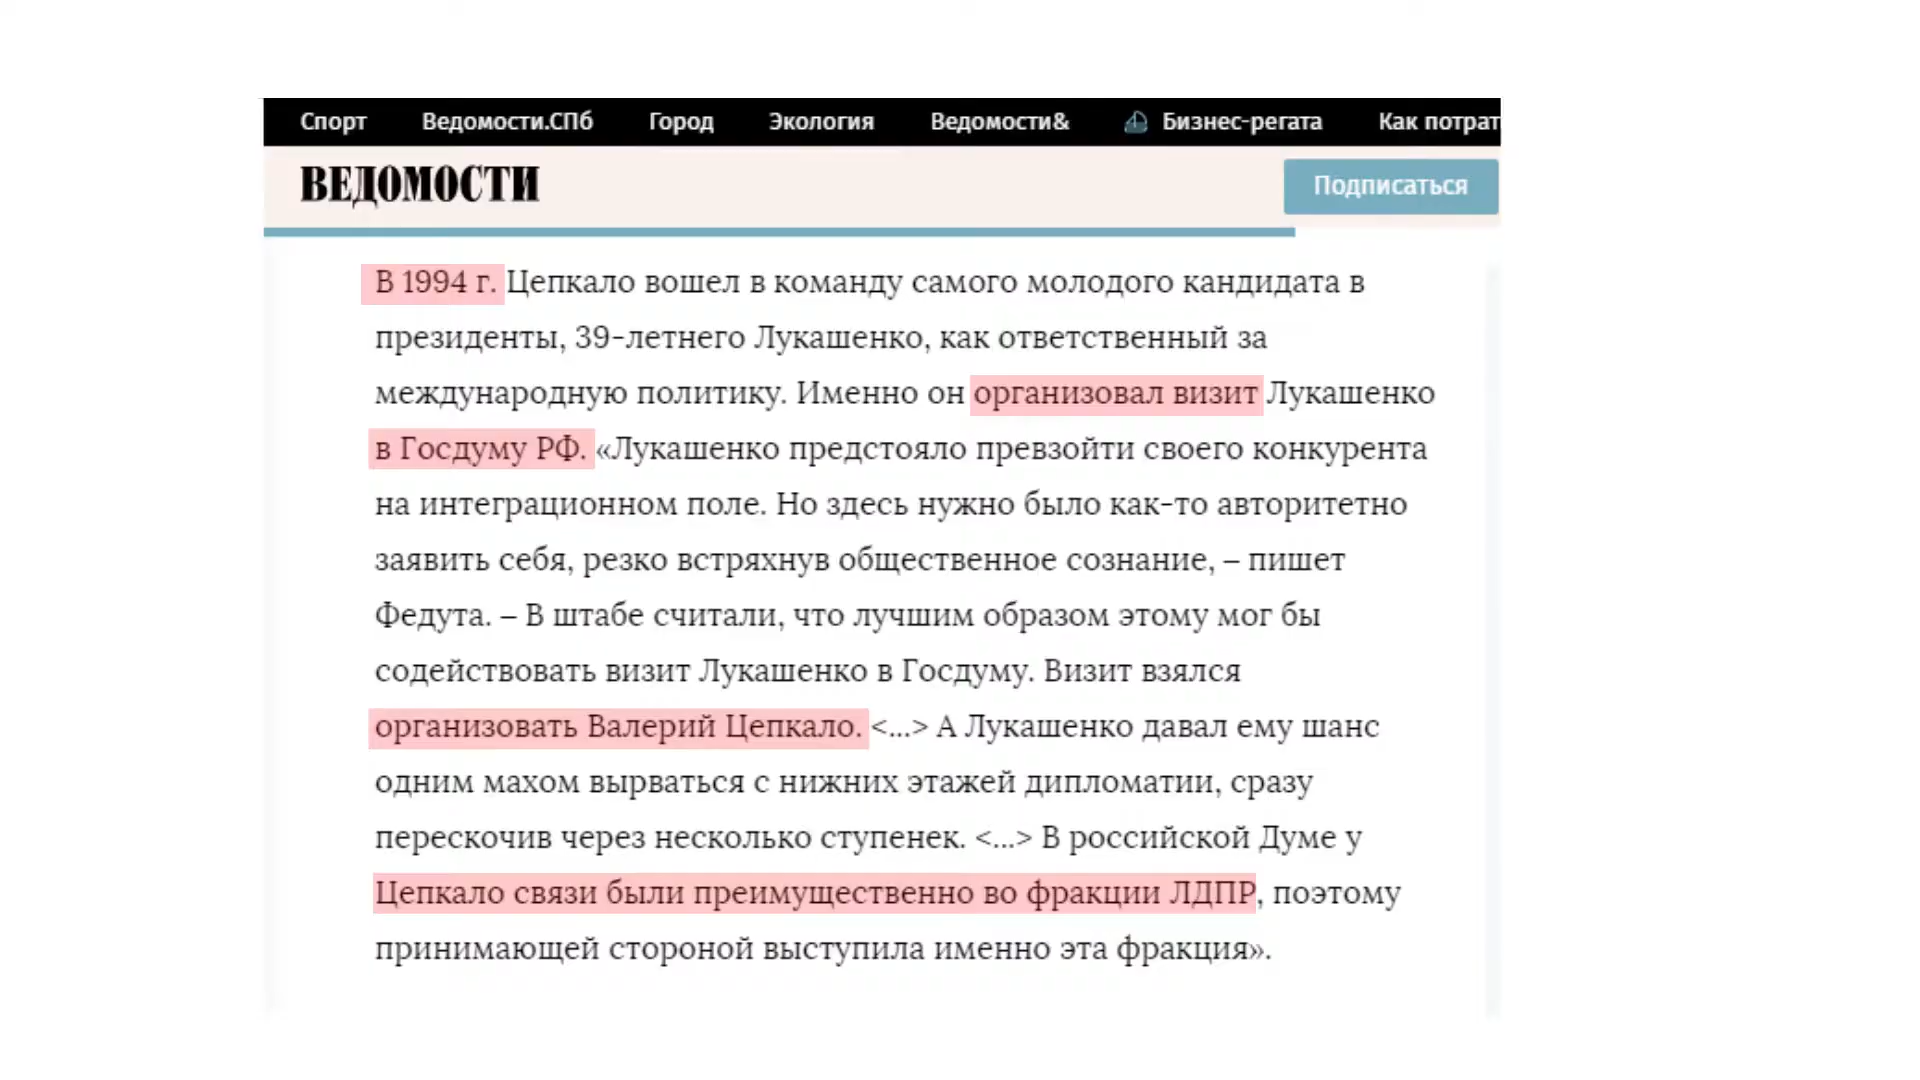 Спорт Ведомости.СПб Город Экология Ведомости& Бизнес-регата Как потрат
ВЕДОМОСТИ Подписаться
В 1994 г. Цепкало вошел в команду самого молодого кандидата в
президенты, 39-летнего Лукашенко, как ответственный за
международную политику. Именно он организовал визит Лукашенко
в Госдуму РФ. «Лукашенко предстояло превзойти своего конкурента
на интеграционном поле. Но здесь нужно было как-то авторитетно
заявить себя, резко встряхнув общественное сознание, – пишет
Федута. – В штабе считали, что лучшим образом этому мог бы
содействовать визит Лукашенко в Госдуму. Визит взялся
организовать Валерий Цепкало. <...> А Лукашенко давал ему шанс
одним махом вырваться с нижних этажей дипломатии, сразу
перескочив через несколько ступенек. <...> В российской Думе у
Цепкало связи были преимущественно во фракции ЛДПР, поэтому
принимающей стороной выступила именно эта фракция».